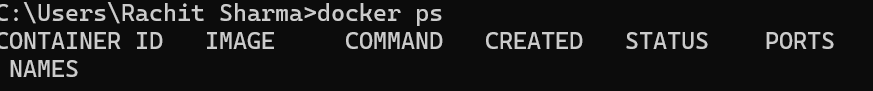 C:\Users\Rachit Sharma>docker ps
CONTAINER ID   IMAGE     COMMAND   CREATED   STATUS    PORTS
 NAMES